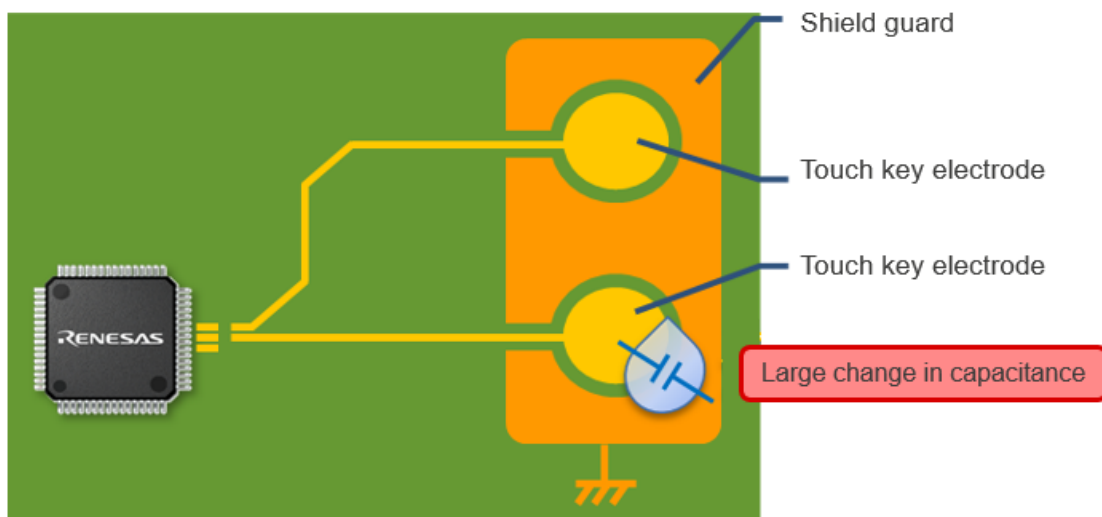 Shield guard
Touch key electrode
Touch key electrode
RENESAS
Large change in capacitance